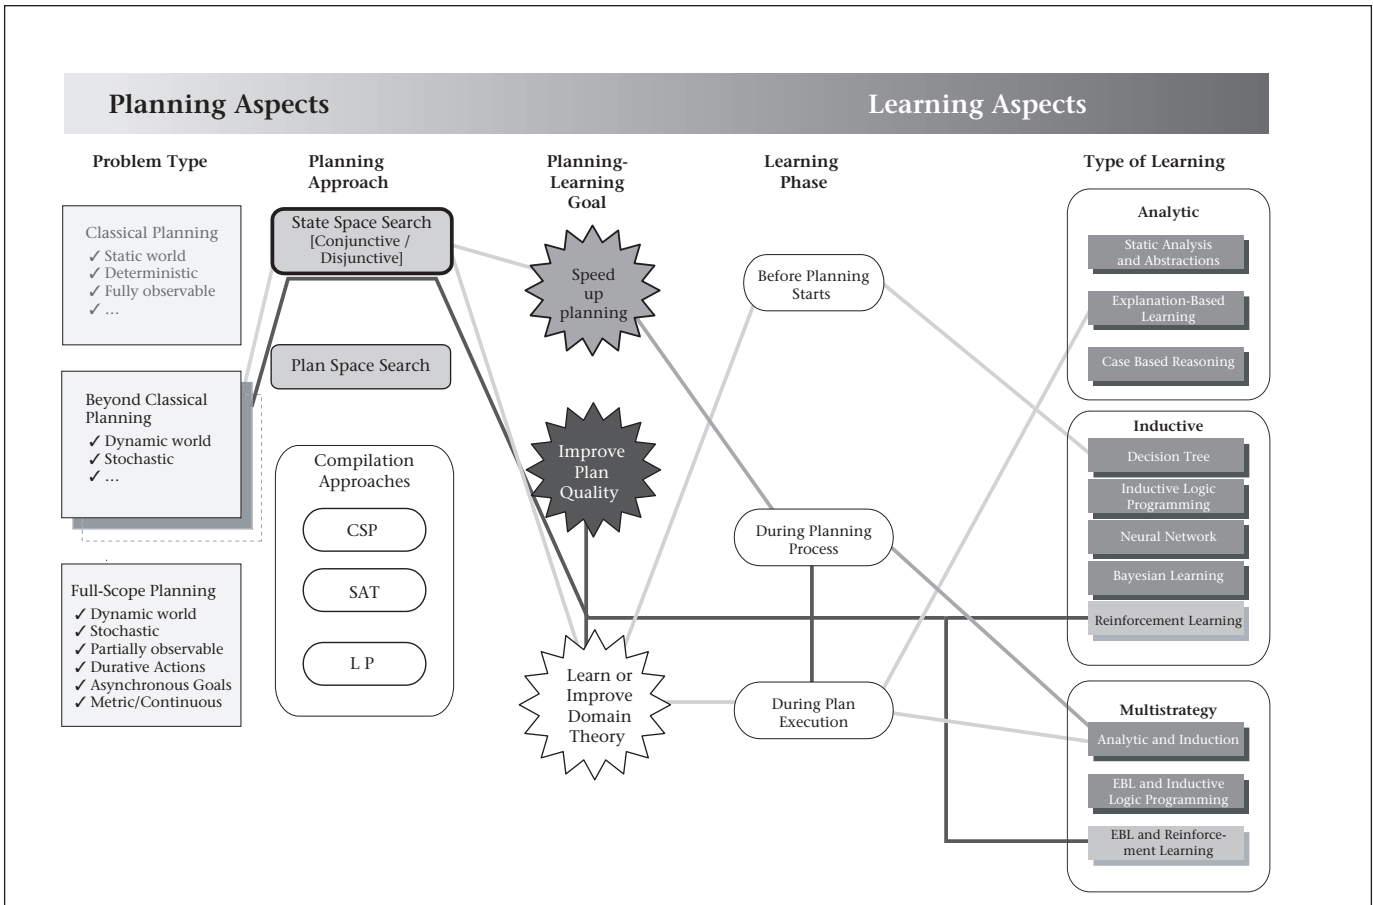 Planning Aspects
Learning Aspects
Problem Type
Planning
Approach
Planning-
Learning
Goal
Learning
Phase
Type of Learning
Classical Planning
✓ Static world
✓ Deterministic
✓ Fully observable
✓ ...
Beyond Classical
Planning
✓ Dynamic world
✓ Stochastic
✓ ...
Full-Scope Planning
✓ Dynamic world
✓ Stochastic
✓ Partially observable
✓ Durative Actions
✓ Asynchronous Goals
✓ Metric/Continuous
State Space Search
[Conjunctive /
Disjunctive]
Plan Space Search
Compilation
Approaches
CSP
SAT
L P
Speed
up
planning
Improve
Plan
Quality
Learn or
Improve
Domain
Theory
Before Planning
Starts
During Planning
Process
During Plan
Execution
Analytic
Static Analysis
and Abstractions
Explanation-Based
Learning
Case Based Reasoning
Inductive
Decision Tree
Inductive Logic
Programming
Neural Network
Bayesian Learning
Reinforcement Learning
Multistrategy
Analytic and Induction
EBL and Inductive
Logic Programming
EBL and Reinforce-
ment Learning